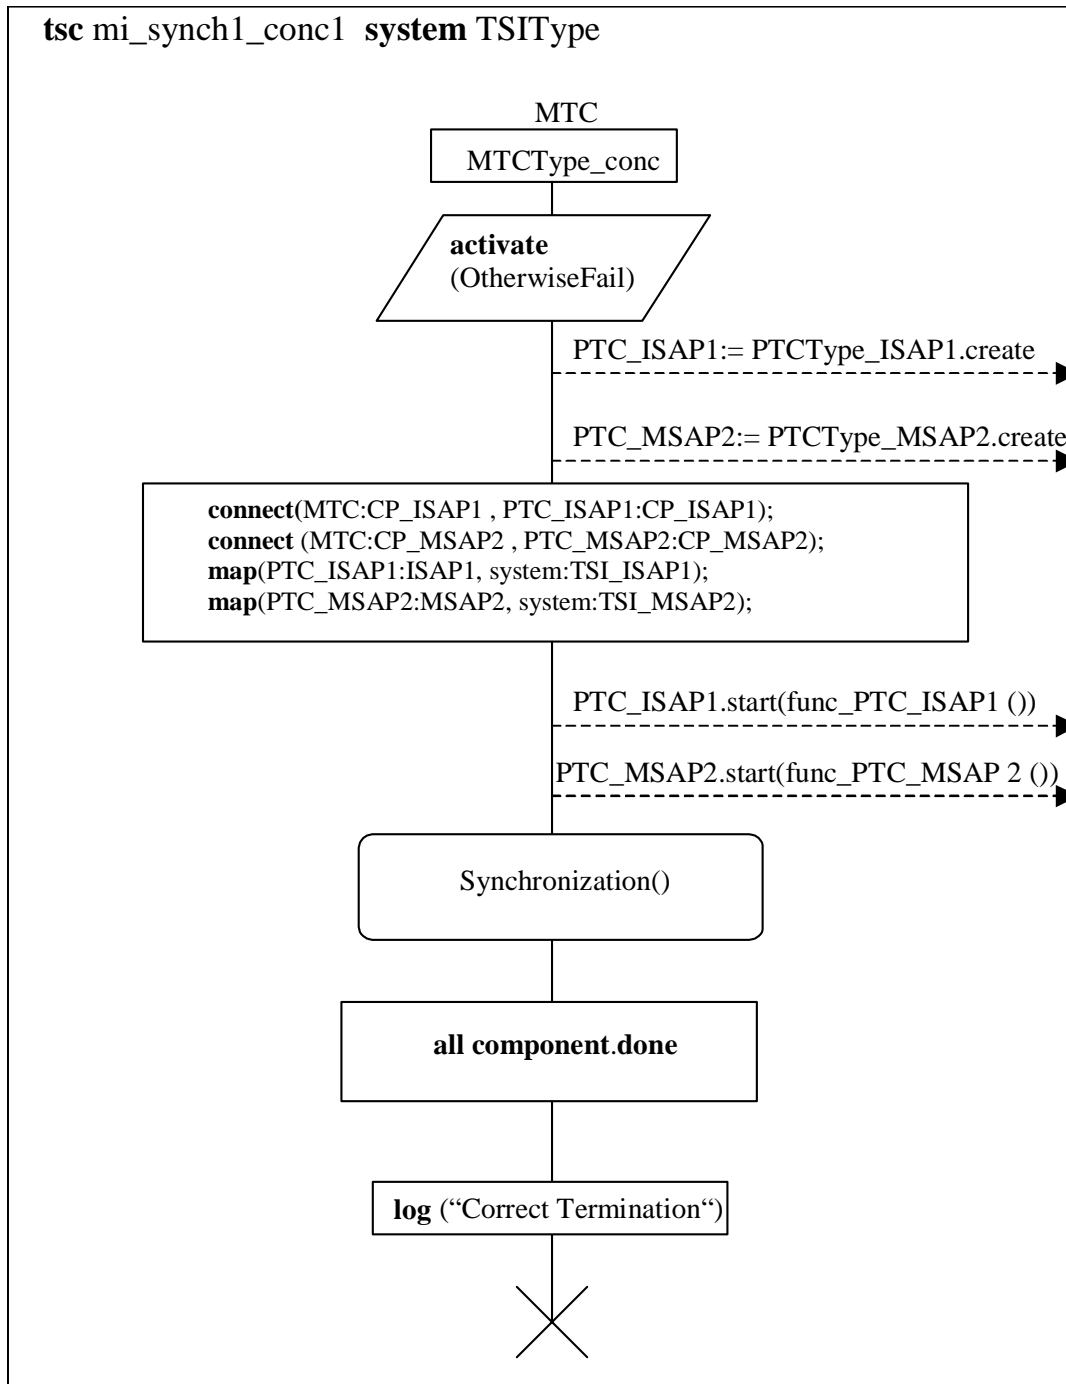 tsc mi_synch1_conc1 system TSIType
MTC
MTCType_conc
activate
(OtherwiseFail)
PTC_ISAP1:= PTCType_ISAP1.create
PTC_MSAP2:= PTCType_MSAP2.create
connect(MTC:CP_ISAP1 , PTC_ISAP1:CP_ISAP1);
connect (MTC:CP_MSAP2 , PTC_MSAP2:CP_MSAP2);
map(PTC_ISAP1:ISAP1, system:TSI_ISAP1);
map(PTC_MSAP2:MSAP2, system:TSI_MSAP2);
PTC_ISAP1.start(func_PTC_ISAP1 ())
PTC_MSAP2.start(func_PTC_MSAP 2 ())
Synchronization()
all component.done
log (“Correct Termination“)